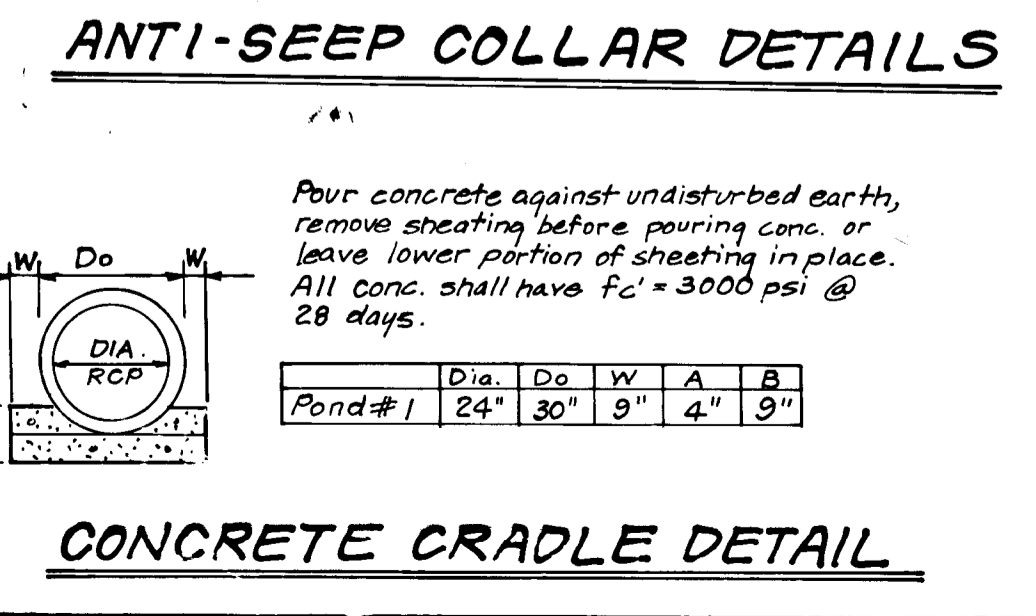 ANTI-SEEP COLLAR DETAILS
Pour concrete against undisturbed earth,
remove sheating before pouring conc. or
leave lower portion of sheeting in place.
All conc. shall have fc' = 3000 psi @
28 days.
W Do W
DIA.
RCP
Dia. Do W A B
Pond # 1 24" 30" 9" 4" 9"
CONCRETE CRADLE DETAIL